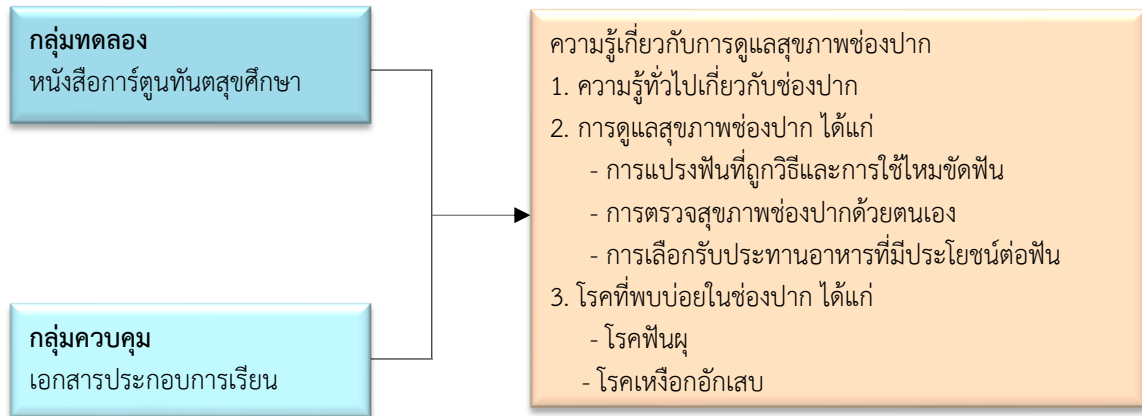 กลุ่มทดลอง
หนังสือการ์ตูนทันตสุขศึกษา
กลุ่มควบคุม
เอกสารประกอบการเรียน
ความรู้เกี่ยวกับการดูแลสุขภาพช่องปาก
1. ความรู้ทั่วไปเกี่ยวกับช่องปาก
2. การดูแลสุขภาพช่องปาก ได้แก่
- การแปรงฟันที่ถูกวิธีและการใช้ไหมขัดฟัน
- การตรวจสุขภาพช่องปากด้วยตนเอง
- การเลือกรับประทานอาหารที่มีประโยชน์ต่อฟัน
3. โรคที่พบบ่อยในช่องปาก ได้แก่
- โรคฟันผุ
- โรคเหงือกอักเสบ